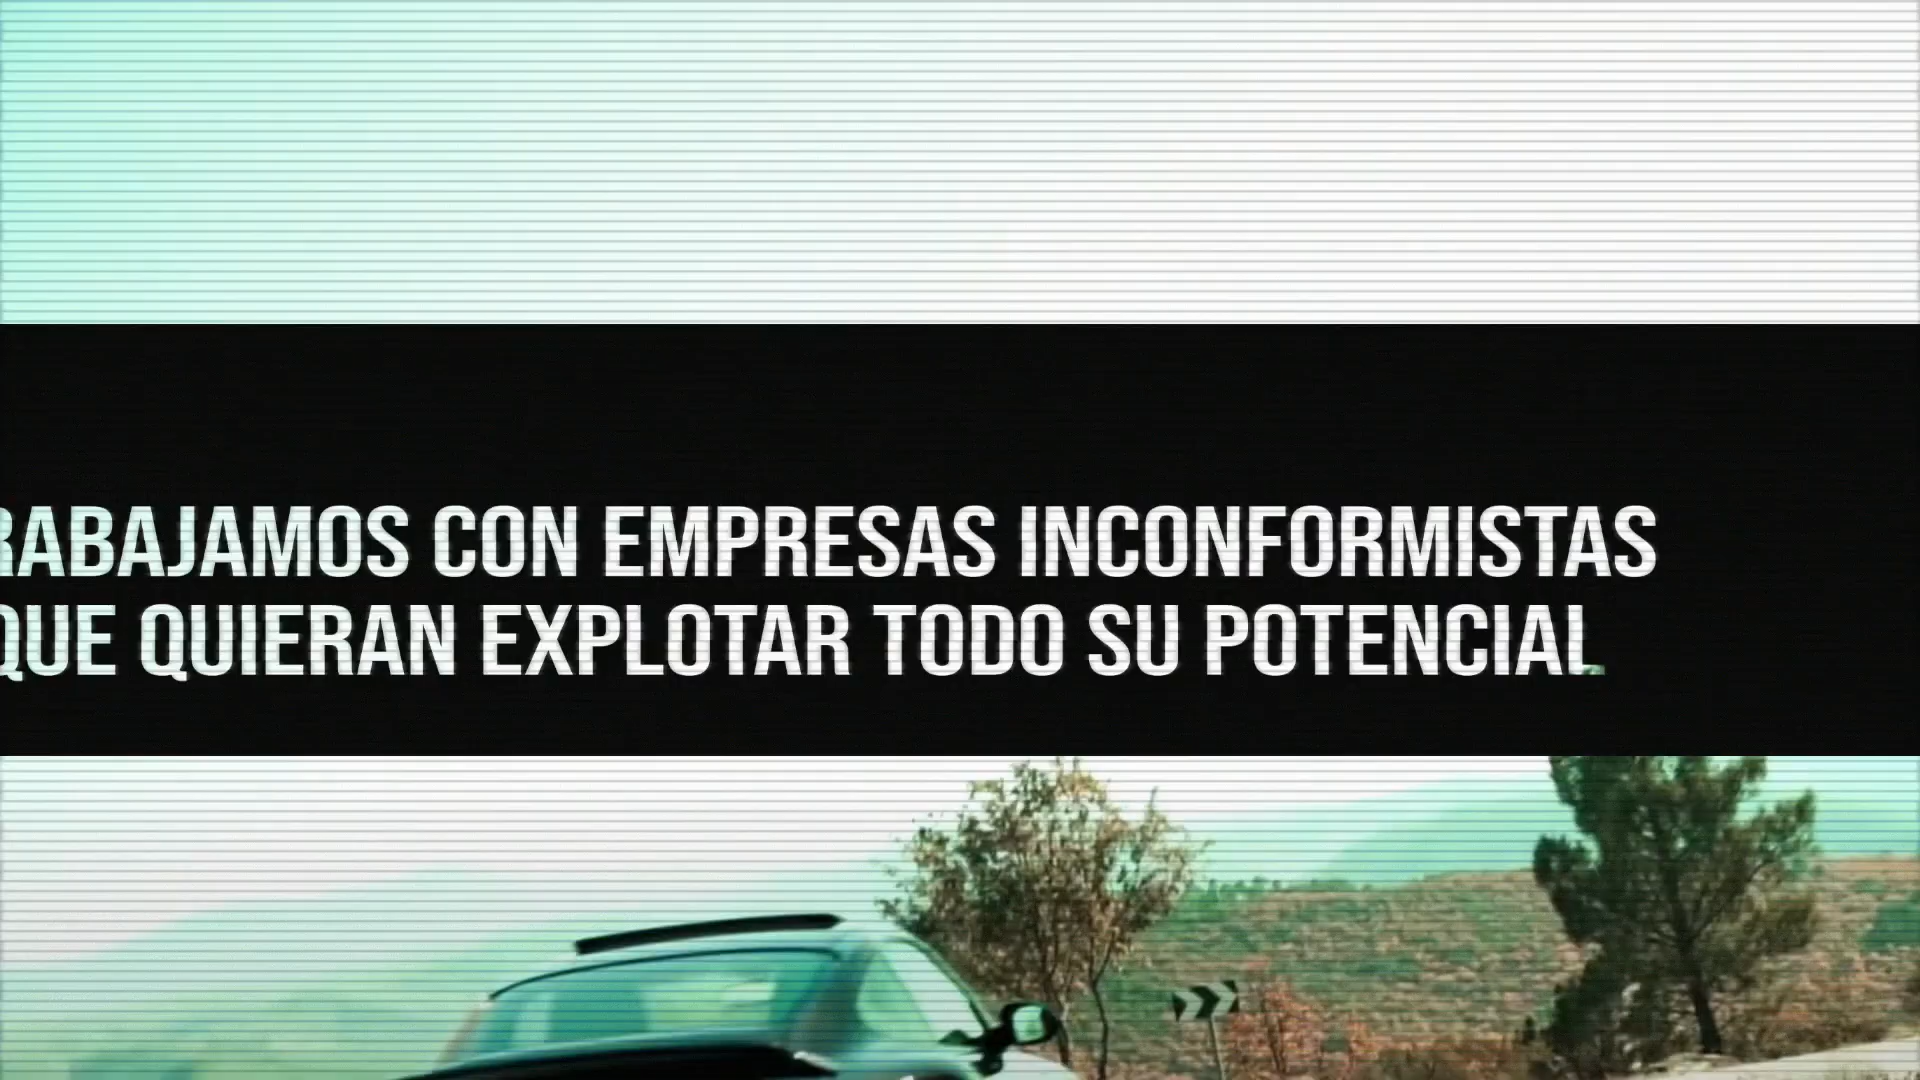 RABAJAMOS CON EMPRESAS INCONFORMISTAS
QUE QUIERAN EXPLOTAR TODO SU POTENCIAL